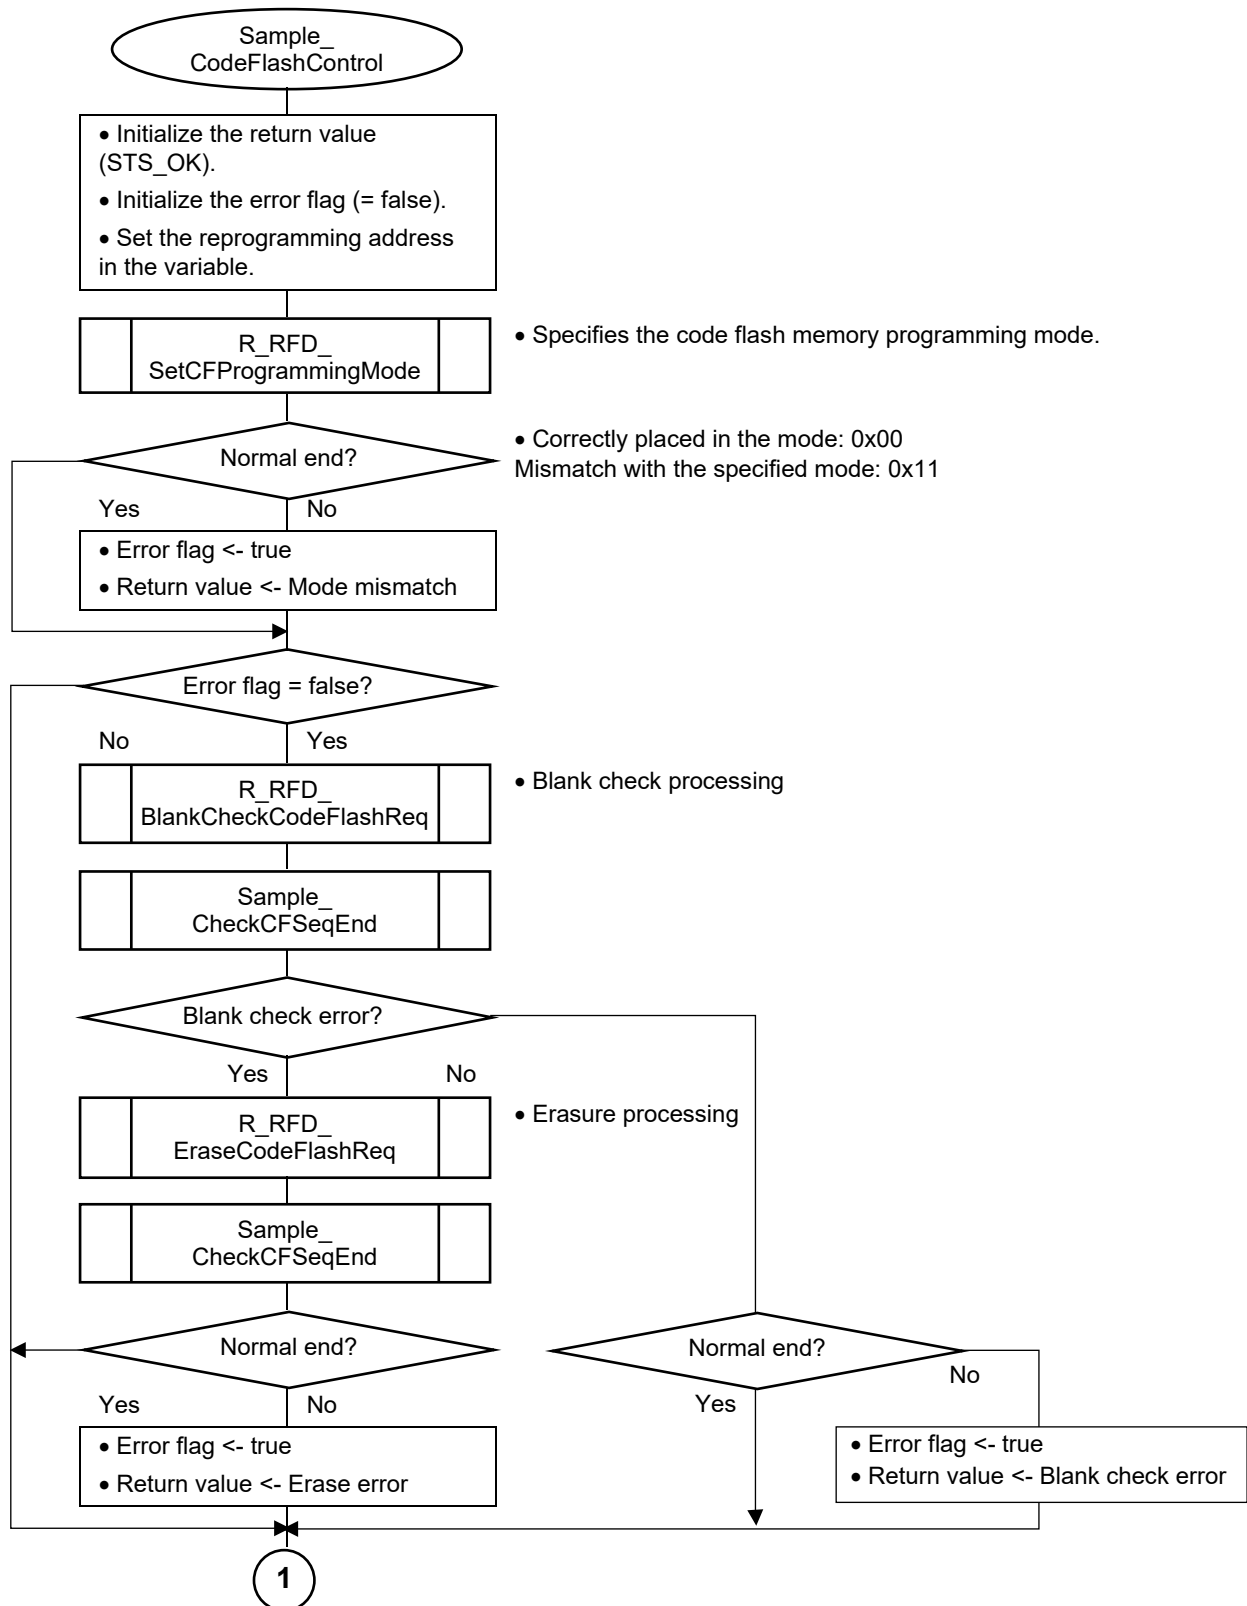 Sample_
CodeFlashControl
• Initialize the return value
(STS_OK).
• Initialize the error flag (= false).
• Set the reprogramming address
in the variable.
R_RFD_
SetCFProgrammingMode
• Specifies the code flash memory programming mode.
Normal end?
• Correctly placed in the mode: 0x00
Mismatch with the specified mode: 0x11
Yes
No
• Error flag <- true
• Return value <- Mode mismatch
Error flag = false?
No
Yes
R_RFD_
BlankCheckCodeFlashReq
• Blank check processing
Sample_
CheckCFSeqEnd
Blank check error?
Yes
No
R_RFD_
EraseCodeFlashReq
• Erasure processing
Sample_
CheckCFSeqEnd
Normal end?
Normal end?
No
Yes
Yes
No
• Error flag <- true
• Return value <- Erase error
• Error flag <- true
• Return value <- Blank check error
1